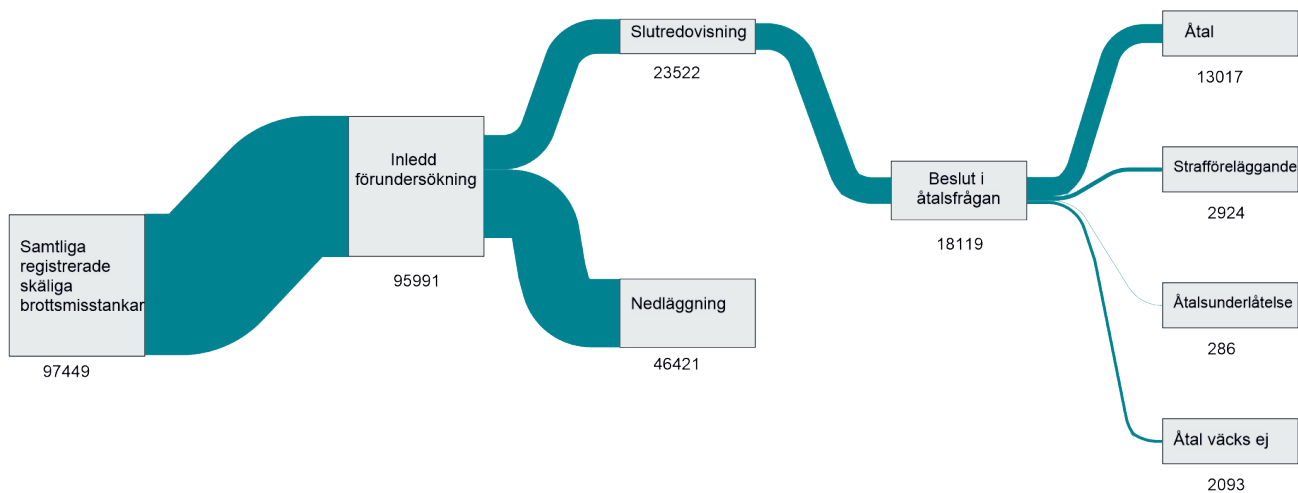 Samtliga
registrerade
skäliga
brottsmisstankar
97449
Inledd
förundersökning
95991
Slutredovisning
23522
Nedläggning
46421
Beslut i
åtalsfrågan
18119
Åtal
13017
Strafföreläggande
2924
Åtalsunderlåtelse
286
Åtal väcks ej
2093